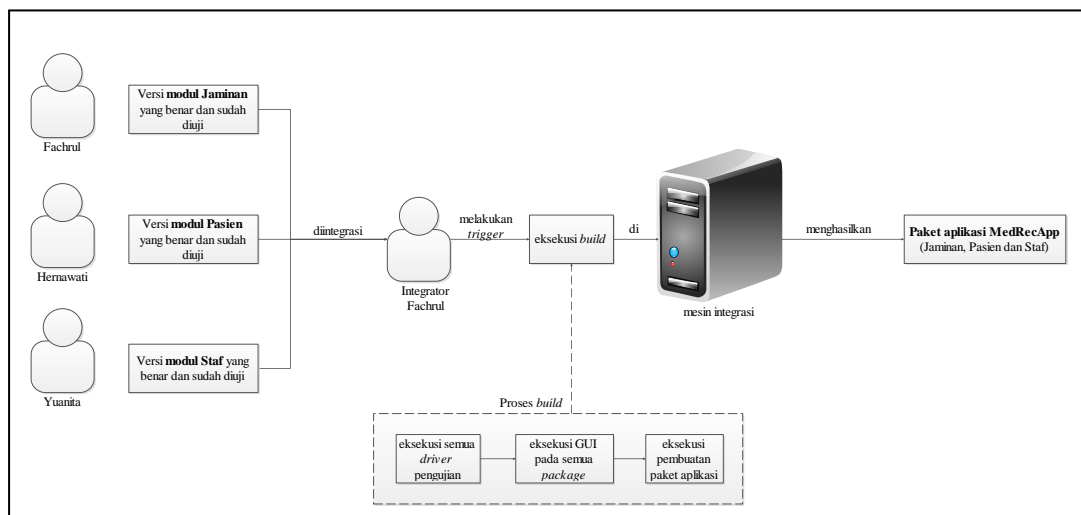 Fachrul
Versi modul Jaminan
yang benar dan sudah
diuji
Hernawati
Versi modul Pasien
yang benar dan sudah
diuji
Yuanita
Versi modul Staf yang
benar dan sudah diuji
diintegrasi
Integrator
Fachrul
melakukan
trigger
eksekusi build
di
mesin integrasi
menghasilkan
Paket aplikasi MedRecApp
(Jaminan, Pasien dan Staf)
Proses build
eksekusi semua
driver
pengujian
eksekusi GUI
pada semua
package
eksekusi
pembuatan
paket aplikasi